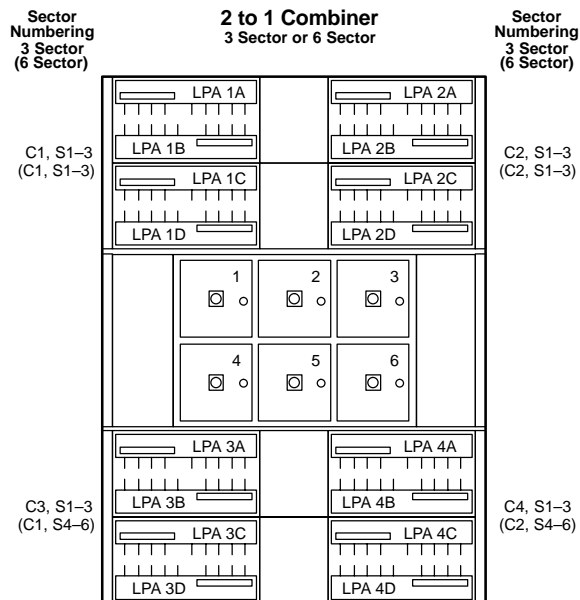 Sector
Numbering
3 Sector
(6 Sector)
2 to 1 Combiner
3 Sector or 6 Sector
Sector
Numbering
3 Sector
(6 Sector)
LPA 1A
LPA 2A
LPA 1B
LPA 2B
C1, S1–3
(C1, S1–3)
C2, S1–3
(C2, S1–3)
LPA 1C
LPA 2C
LPA 1D
LPA 2D
1
2
3
4
5
6
LPA 3A
LPA 4A
LPA 3B
LPA 4B
C3, S1–3
(C1, S4–6)
C4, S1–3
(C2, S4–6)
LPA 3C
LPA 4C
LPA 3D
LPA 4D